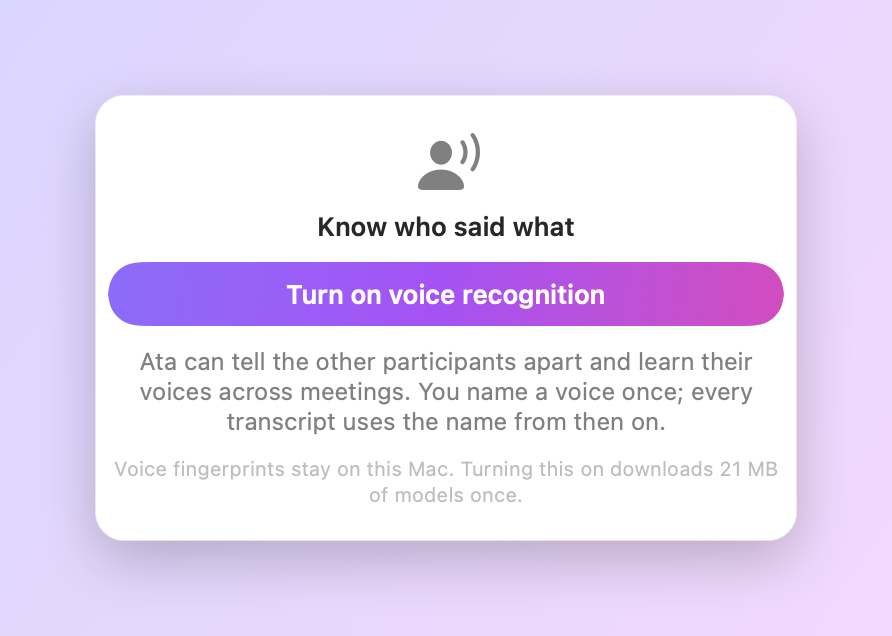 Know who said what
Turn on voice recognition
Ata can tell the other participants apart and learn their
voices across meetings. You name a voice once; every
transcript uses the name from then on.
Voice fingerprints stay on this Mac. Turning this on downloads 21 MB
of models once.